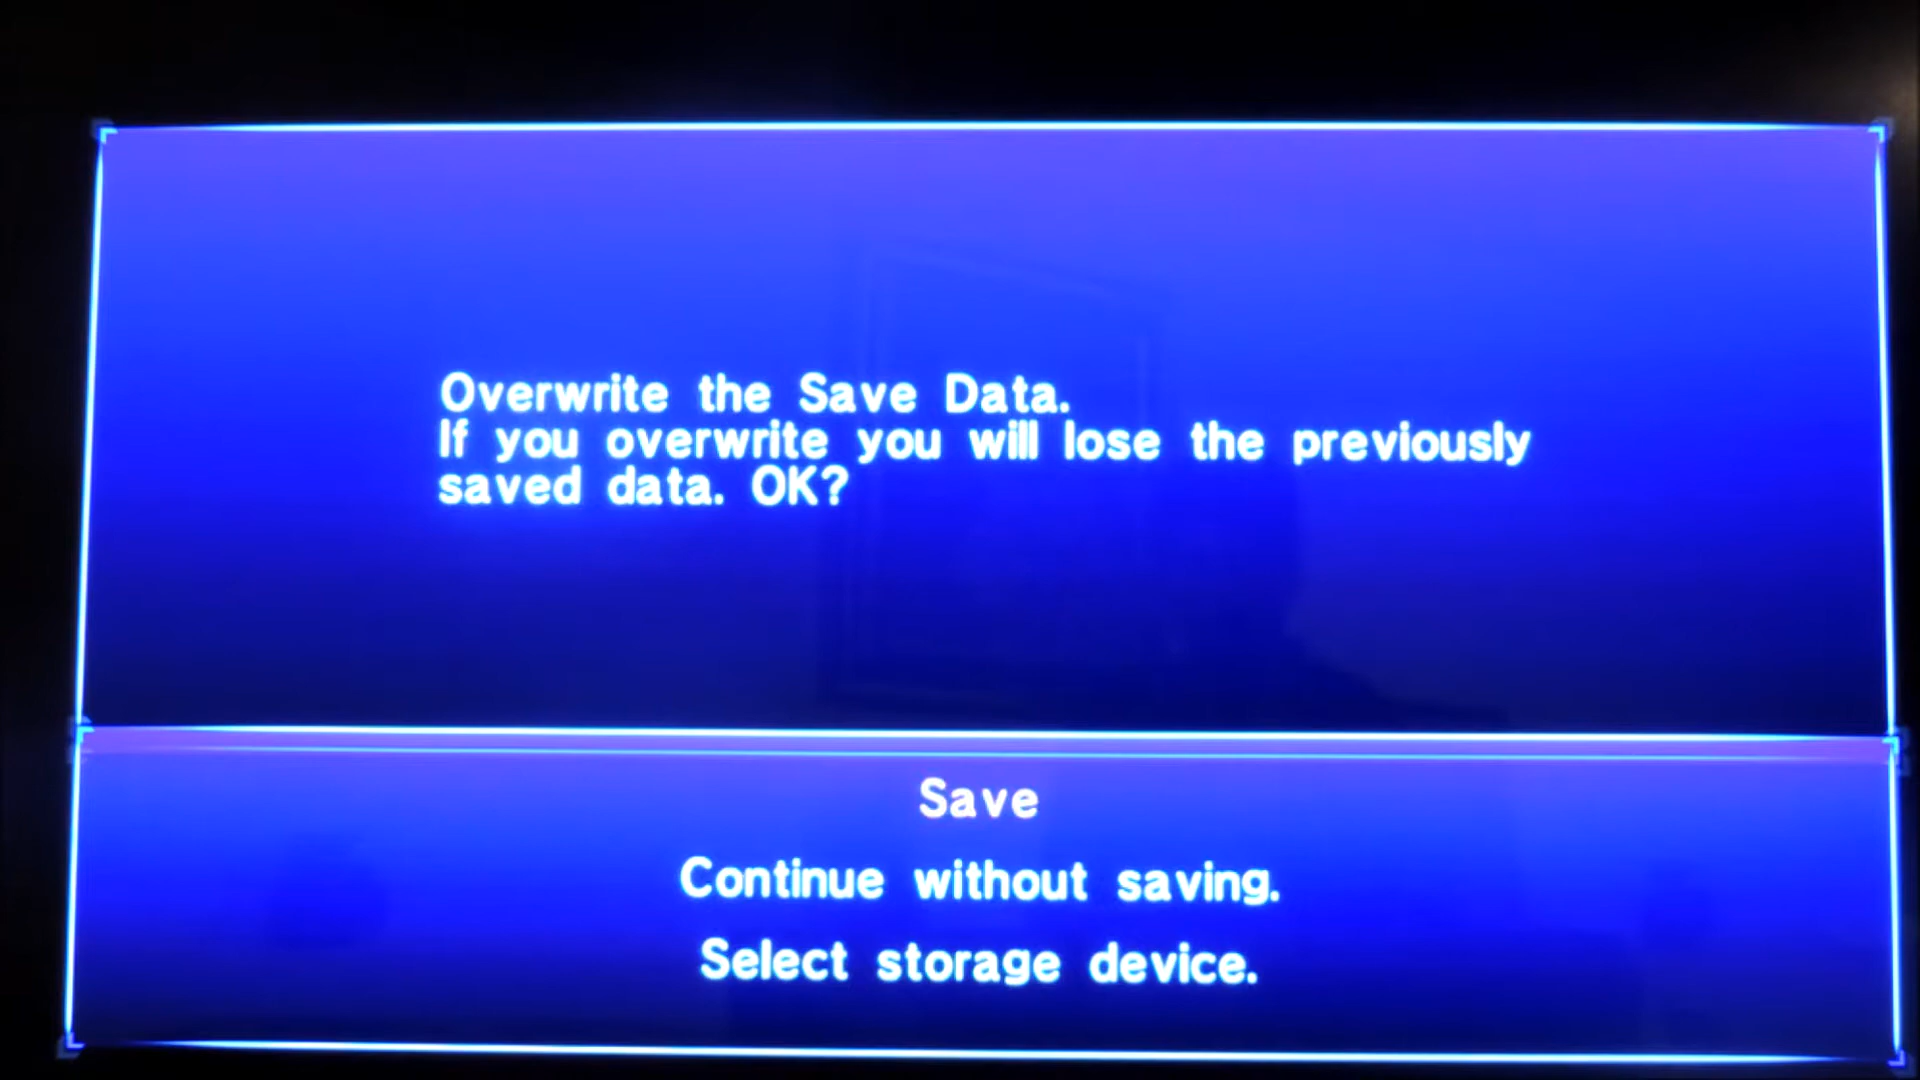 Overwrite the Save Data.
If you overwrite you will lose the previously
saved data. OK?
Save
Continue without saving.
Select storage device.